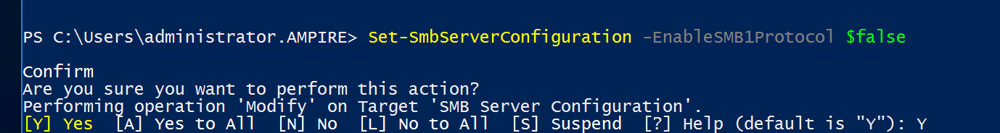 PS C:\Users\administrator.AMPIRE> Set-SmbServerConfiguration -EnableSMB1Protocol $false
Confirm
Are you sure you want to perform this action?
Performing operation 'Modify' on Target 'SMB Server Configuration'.
[Y] Yes  [A] Yes to All  [N] No  [L] No to All  [S] Suspend  [?] Help (default is "Y"): Y